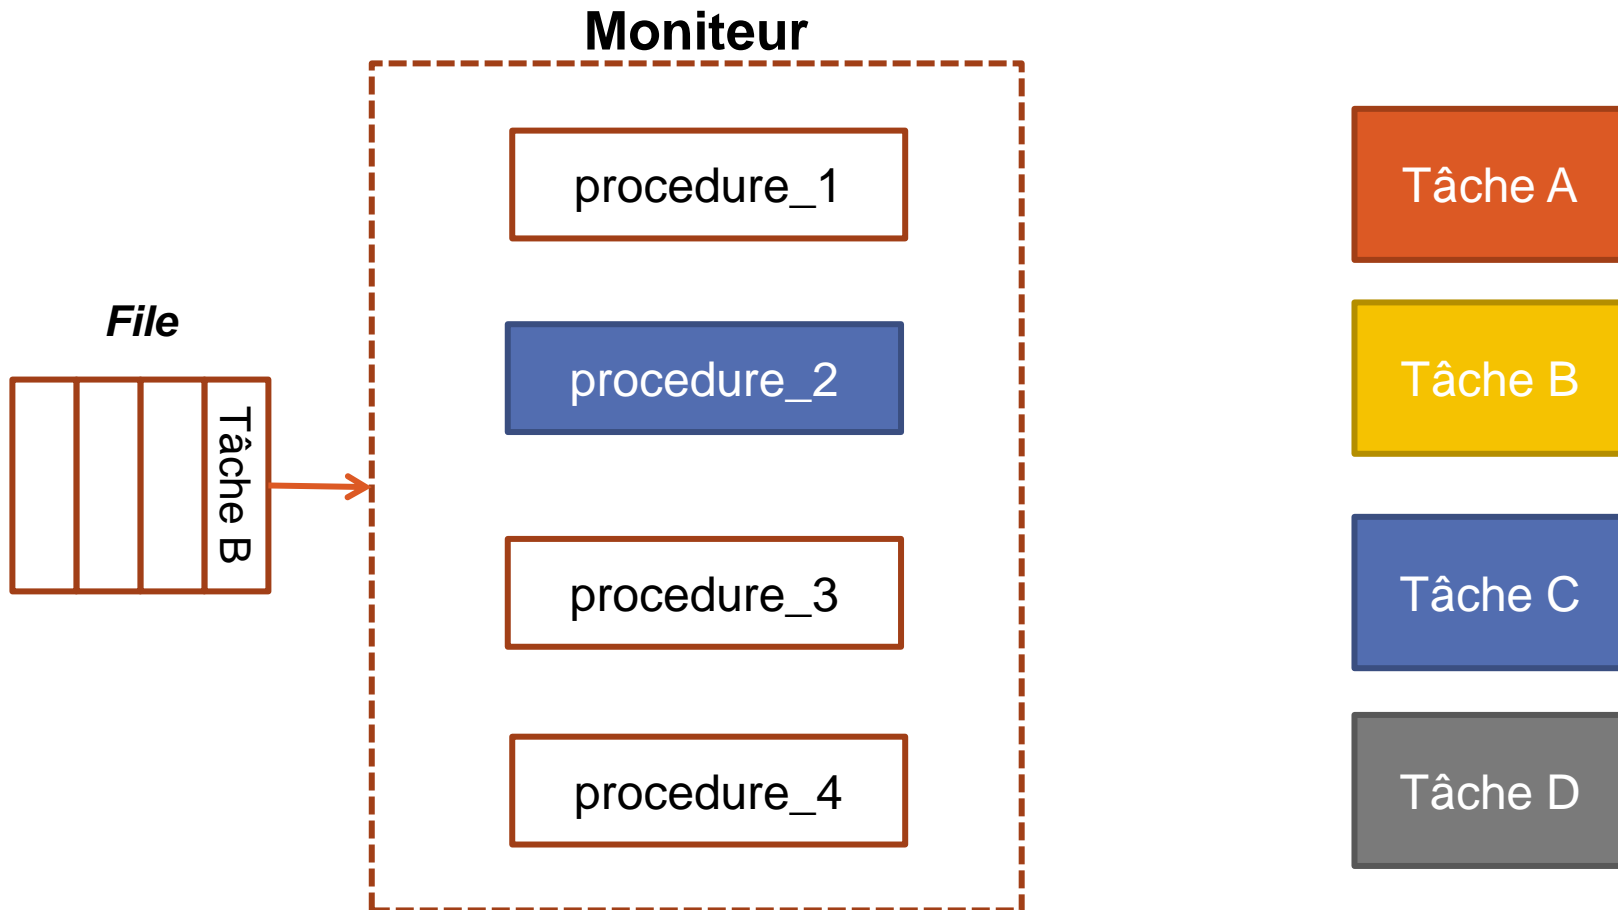 Moniteur
procedure_1
Tâche A
File
procedure_2
Tâche B
Tâche B
procedure_3
Tâche C
procedure_4
Tâche D